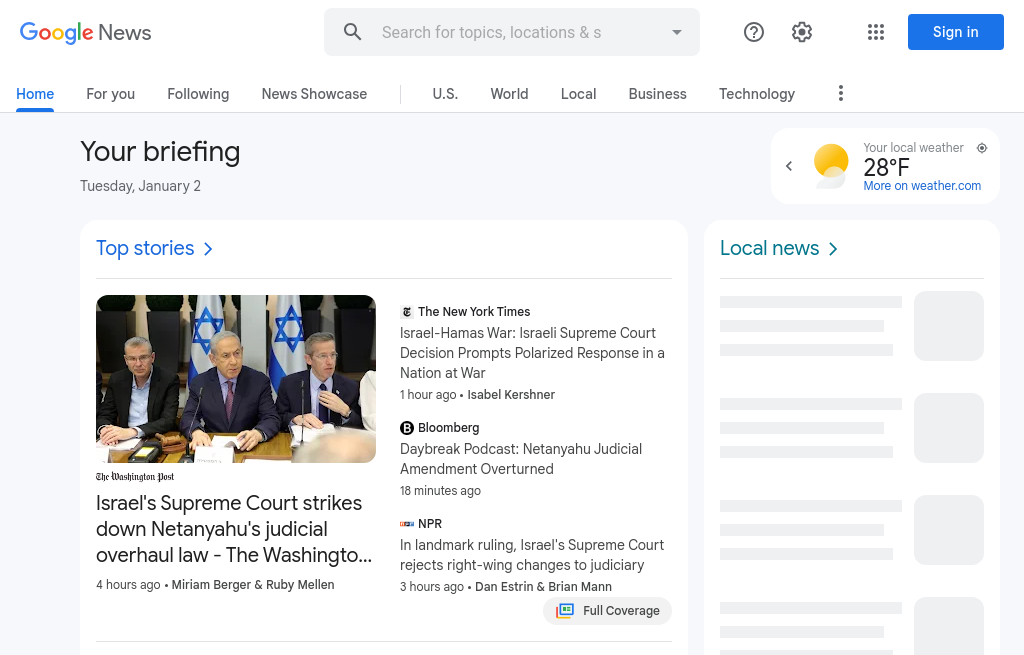 Google News
Search for topics, locations & s
Sign in
Home
For you
Following
News Showcase
U.S.
World
Local
Business
Technology
Your briefing
Tuesday, January 2
Your local weather
28°F
More on weather.com
Top stories
The Washington Post
Israel's Supreme Court strikes
down Netanyahu's judicial
overhaul law - The Washingto...
4 hours ago • Miriam Berger & Ruby Mellen
The New York Times
Israel-Hamas War: Israeli Supreme Court
Decision Prompts Polarized Response in a
Nation at War
1 hour ago • Isabel Kershner
Bloomberg
Daybreak Podcast: Netanyahu Judicial
Amendment Overturned
18 minutes ago
NPR
In landmark ruling, Israel's Supreme Court
rejects right-wing changes to judiciary
3 hours ago • Dan Estrin & Brian Mann
Full Coverage
Local news